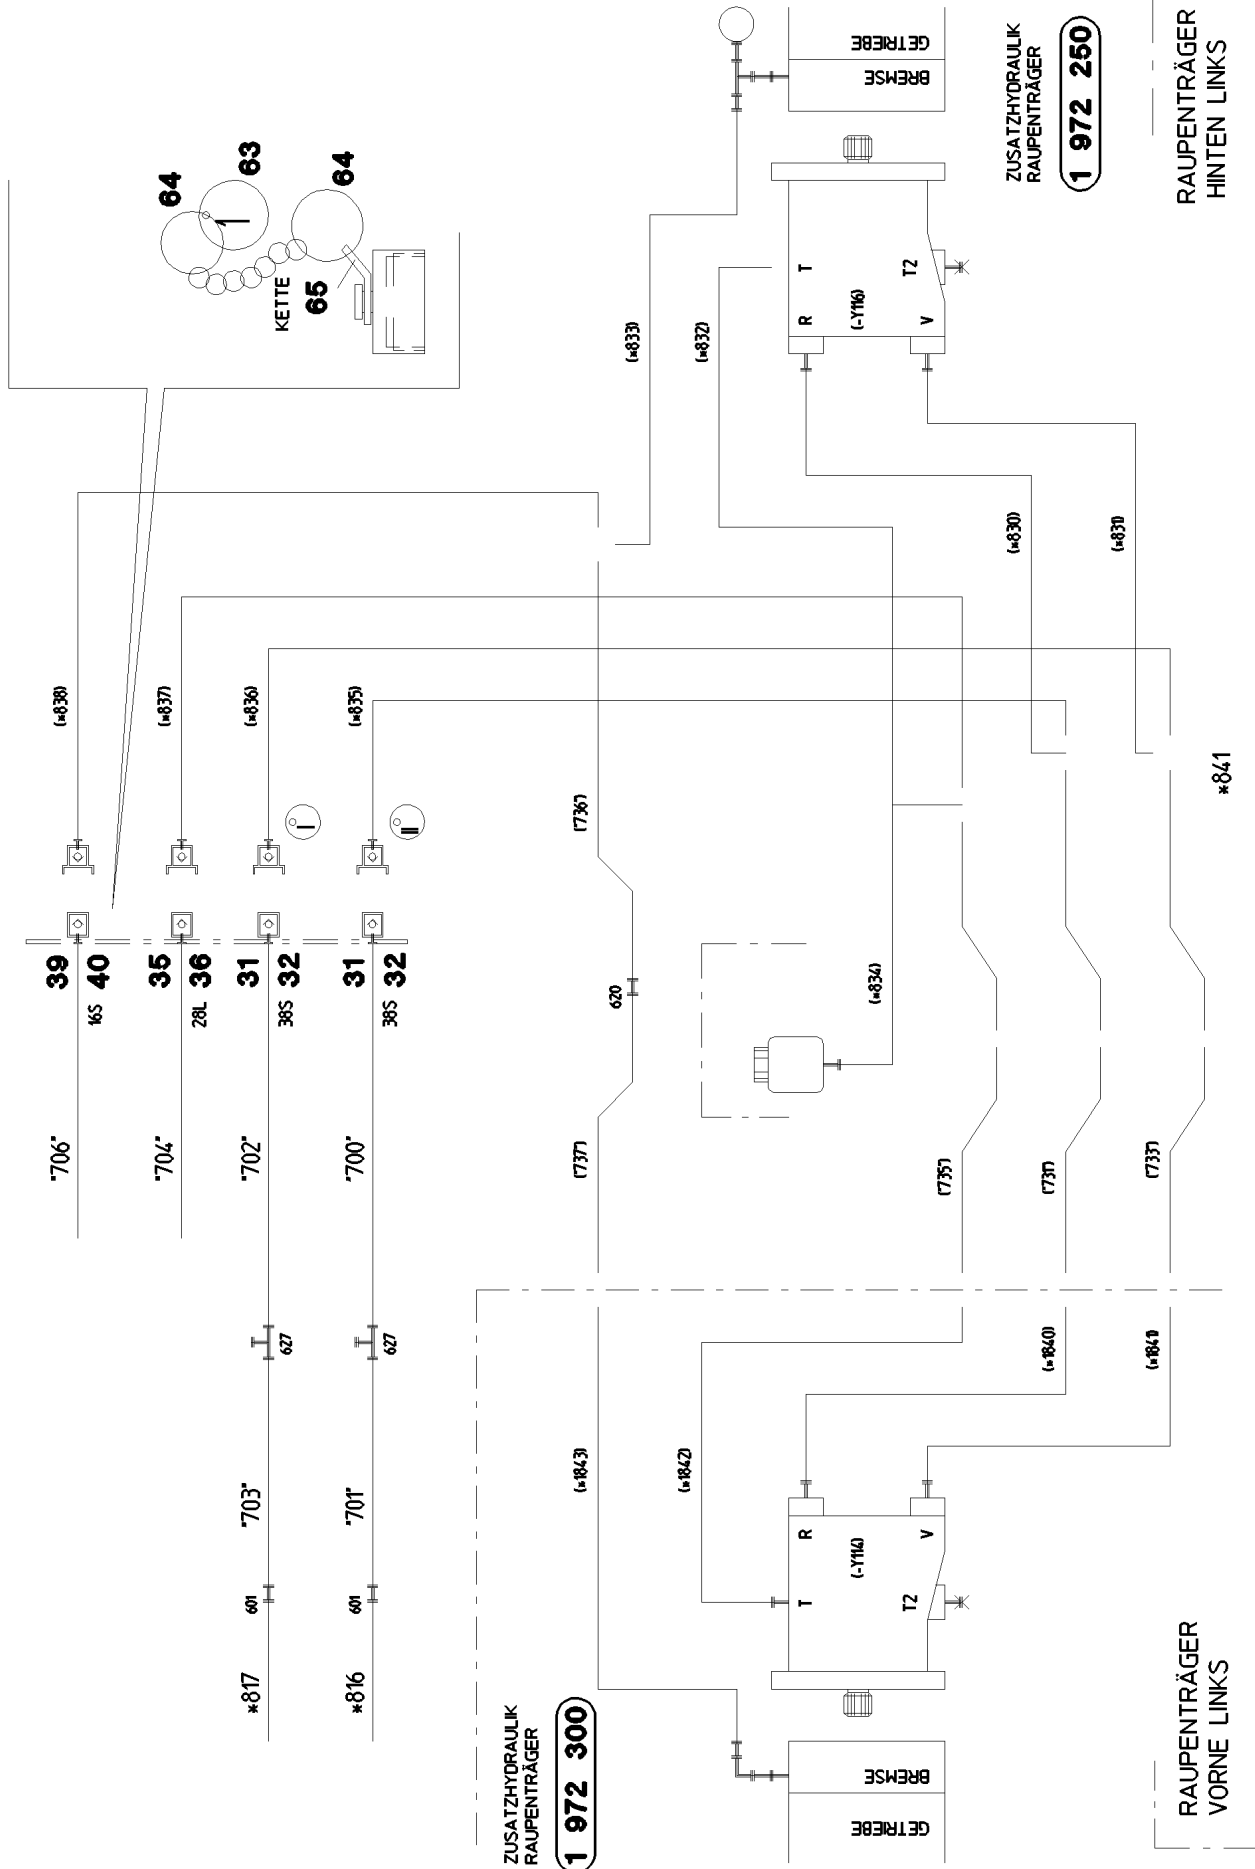 GETRIEBE
BREMSE
ZUSATZHYDRAULIK
RAUPENTRÄGER
1 972 250
RAUPENTRÄGER
HINTEN LINKS
64
63
64
65
KETTE
1
R
T
T2
V
(-Y116)
(*833)
(*832)
(*830)
(*831)
(*838)
(*837)
(*836)
(*835)
I
II
*841
("736")
39
40
16S
35
36
28L
31
32
38S
31
32
38S
620
(*834)
"706"
"704"
"702"
"700"
("737")
("735")
("731")
("733")
627
627
(*1840)
(*1841)
(*1843)
(*1842)
"703"
"701"
601
601
R
T
T2
V
(-Y114)
*817
*816
ZUSATZHYDRAULIK
RAUPENTRÄGER
1 972 300
BREMSE
GETRIEBE
RAUPENTRÄGER
VORNE LINKS